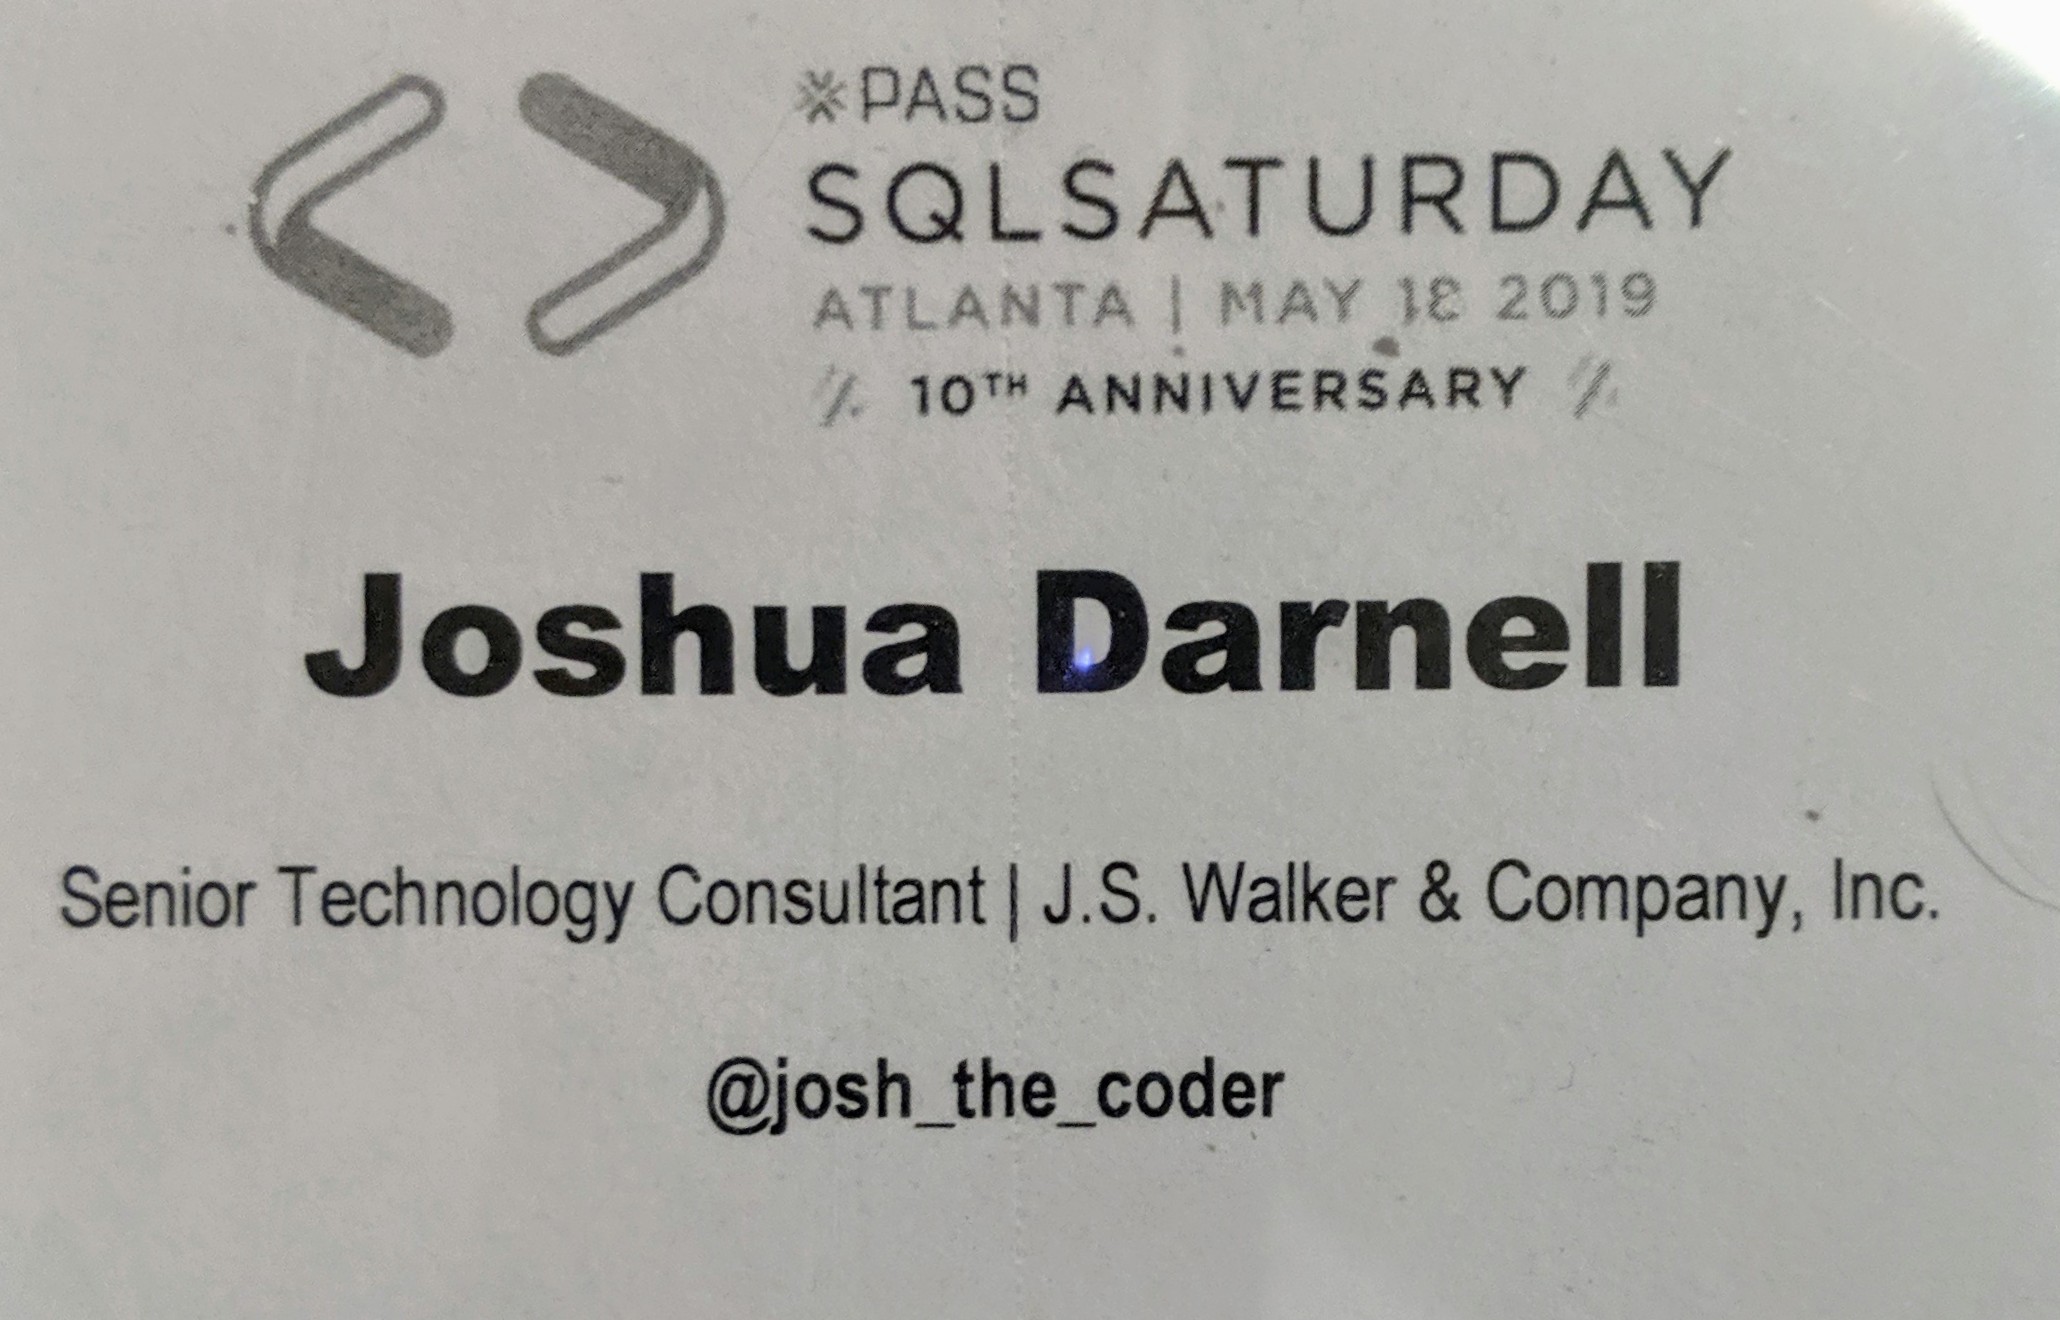 PASS
SQLSATURDAY
ATLANTA | MAY 18 2019
10TH ANNIVERSARY
Joshua Darnell
Senior Technology Consultant | J.S. Walker & Company, Inc.
@josh_the_coder